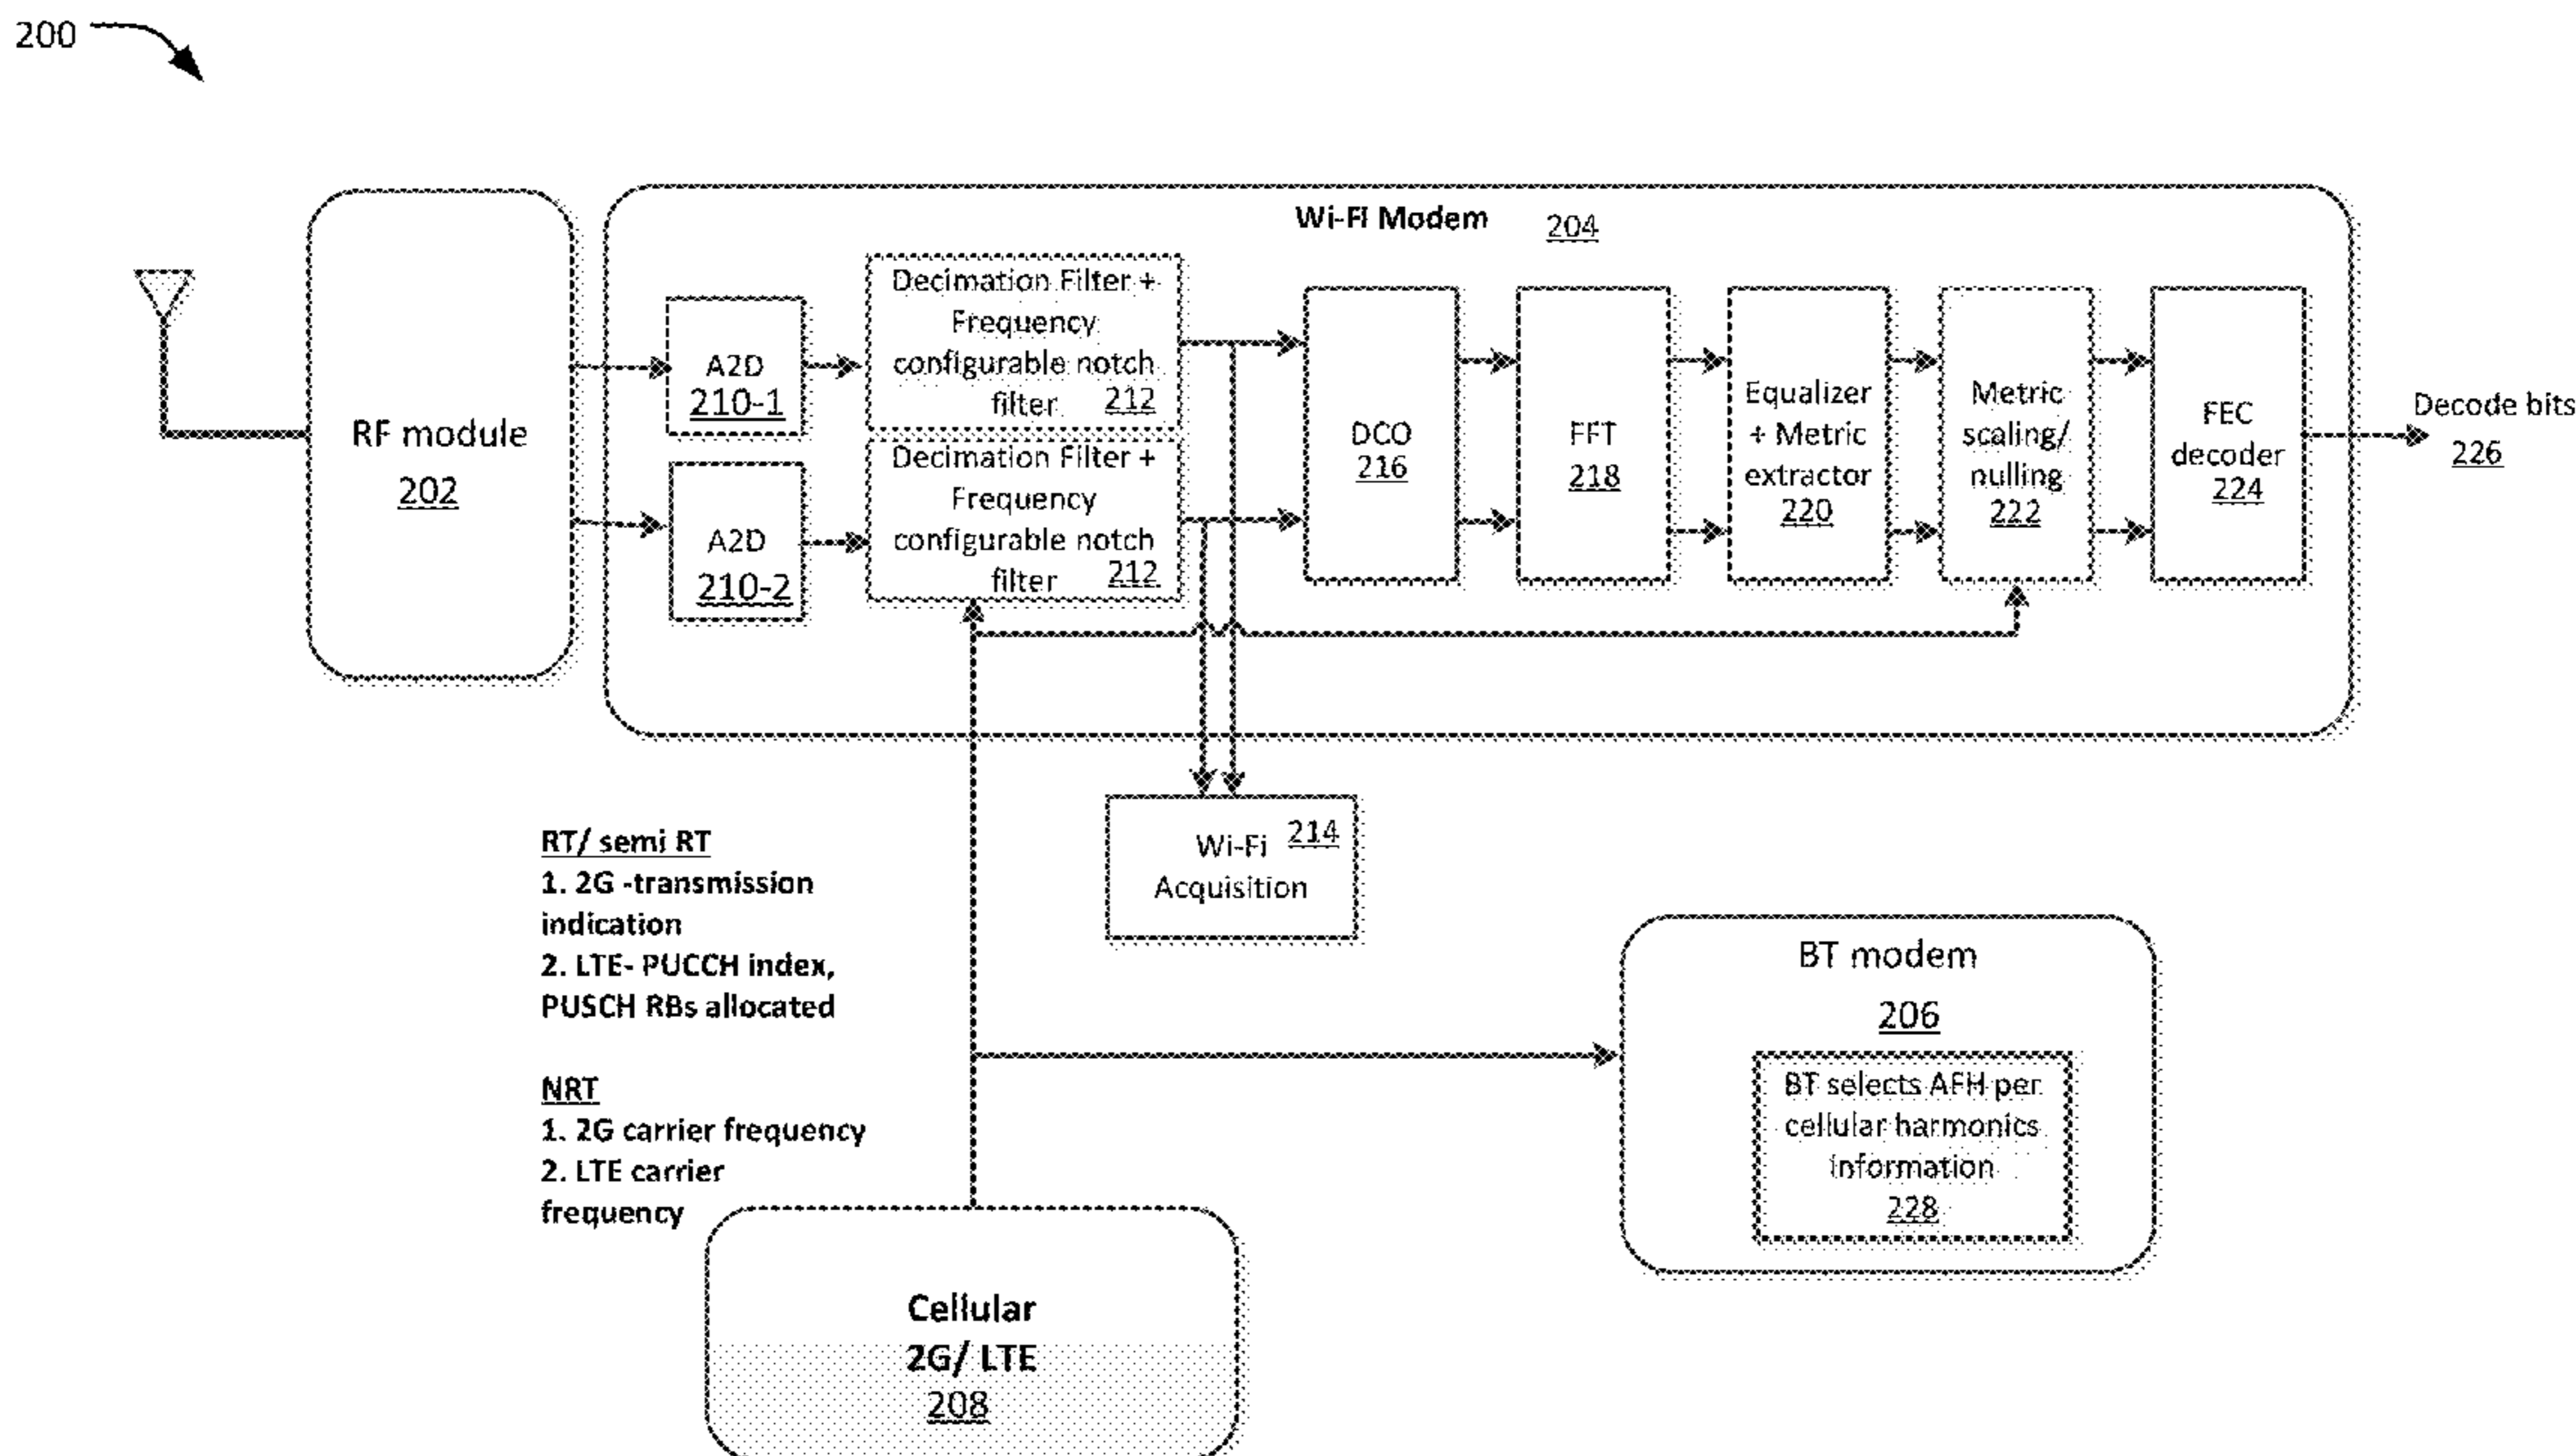 200
Wi-Fi Modem 204
RF module
202
A2D
210-1
A2D
210-2
Decimation Filter +
Frequency
configurable notch
filter 212
Decimation Filter +
Frequency
configurable notch
filter 212
DCO
216
FFT
218
Equalizer
+ Metric
extractor
220
Metric
scaling/
nulling
222
FEC
decoder
224
Decode bits
226
Wi-Fi 214
Acquisition
RT/ semi RT
1. 2G -transmission
indication
2. LTE- PUCCH index,
PUSCH RBs allocated
NRT
1. 2G carrier frequency
2. LTE carrier
frequency
BT modem
206
BT selects AFH per
cellular harmonics
information
228
Cellular
2G/ LTE
208